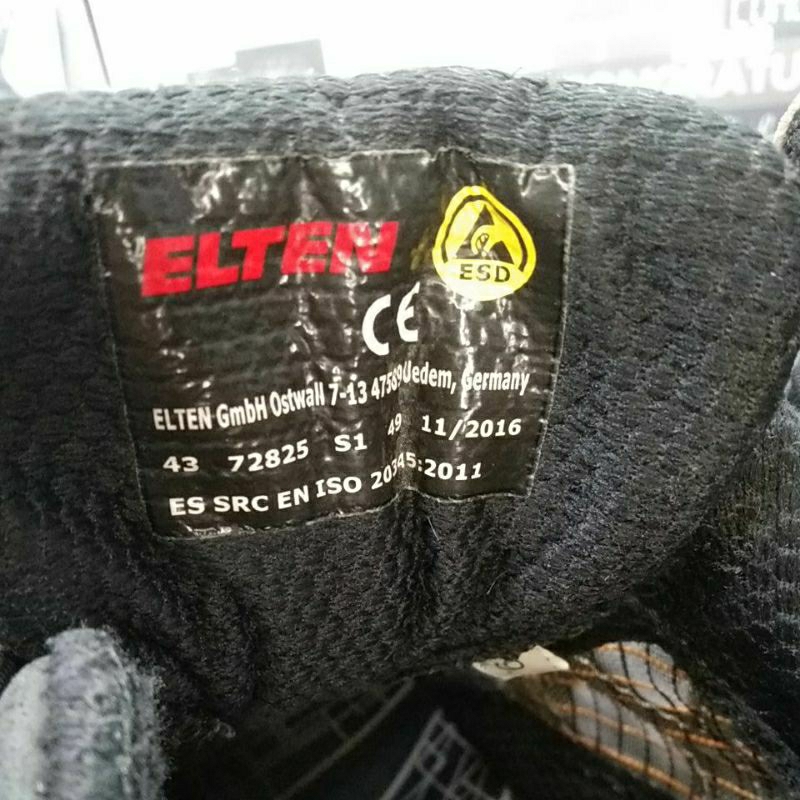 ELTEN
ESD
CE
ELTEN GmbH Ostwall 7-13 47589 Uedem, Germany
43 72825 S1 49 11/2016
ES SRC EN ISO 20345:2011